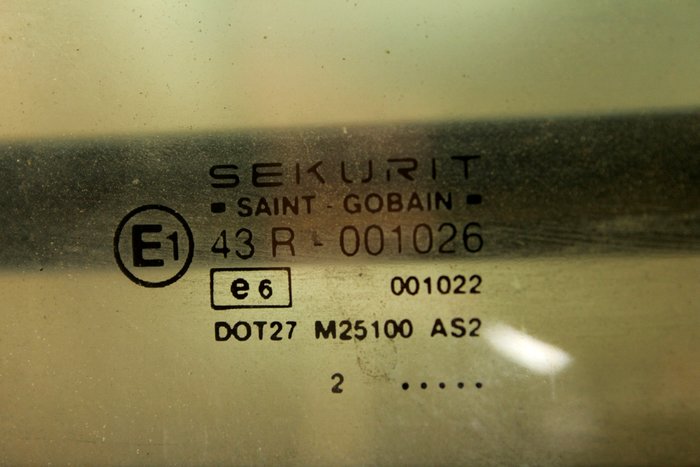 SEKURIT
▪ SAINT - GOBAIN ▪
E1 43 R - 001026
e6 001022
DOT27 M25100 AS2
2 .....